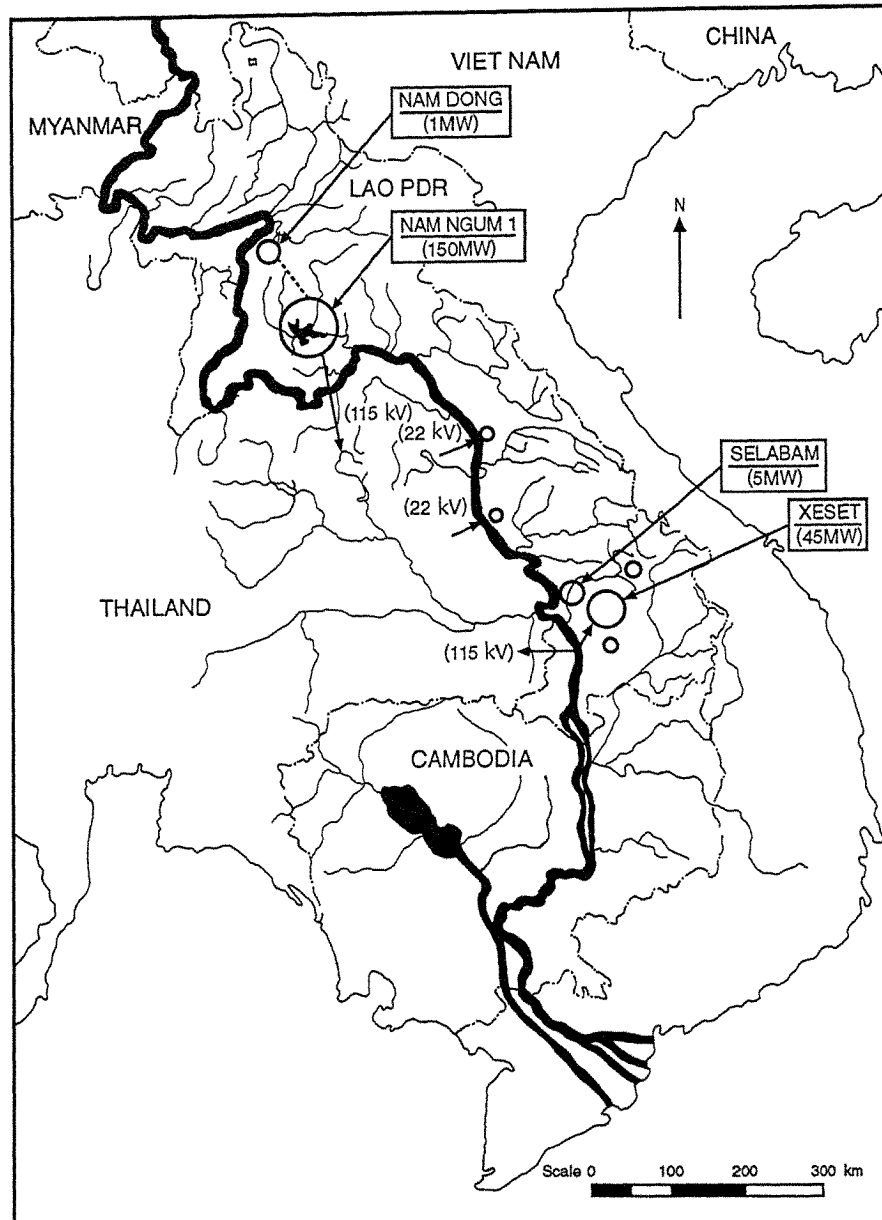 CHINA
VIET NAM
NAM DONG
(1MW)
MYANMAR
LAO PDR
N
NAM NGUM 1
(150MW)
(115 kV)
(22 kV)
SELABAM
(5MW)
(22 kV)
XESET
(45MW)
THAILAND
(115 kV)
CAMBODIA
Scale 0 100 200 300 km